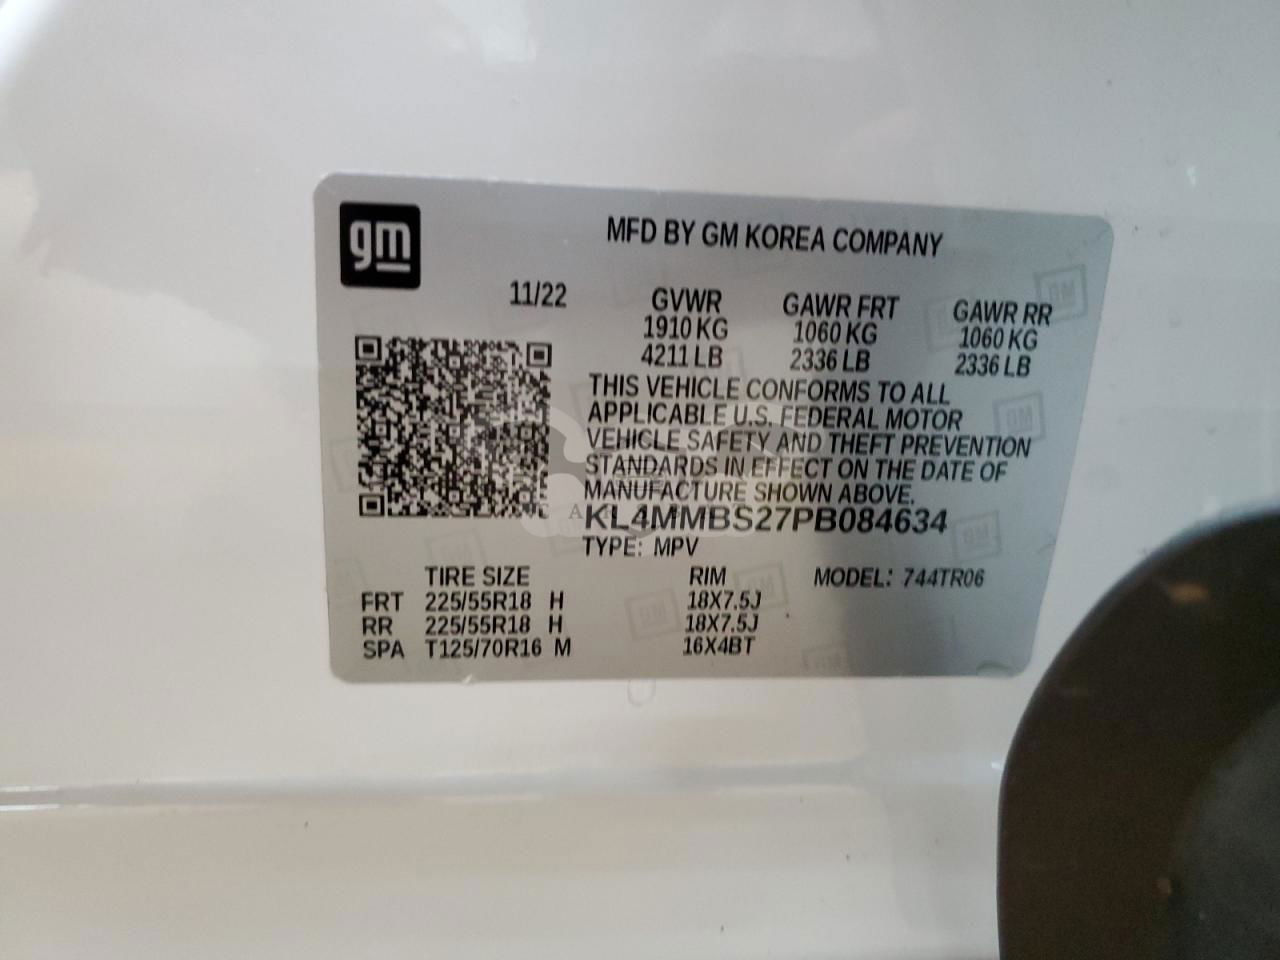 gm
MFD BY GM KOREA COMPANY
11/22 GVWR GAWR FRT GAWR RR
1910 KG 1060 KG 1060 KG
4211 LB 2336 LB 2336 LB
THIS VEHICLE CONFORMS TO ALL
APPLICABLE U.S. FEDERAL MOTOR
VEHICLE SAFETY AND THEFT PREVENTION
STANDARDS IN EFFECT ON THE DATE OF
MANUFACTURE SHOWN ABOVE.
KL4MMBS27PB084634
TYPE: MPV
TIRE SIZE RIM MODEL: 744TR06
FRT 225/55R18 H 18X7.5J
RR 225/55R18 H 18X7.5J
SPA T125/70R16 M 16X4BT